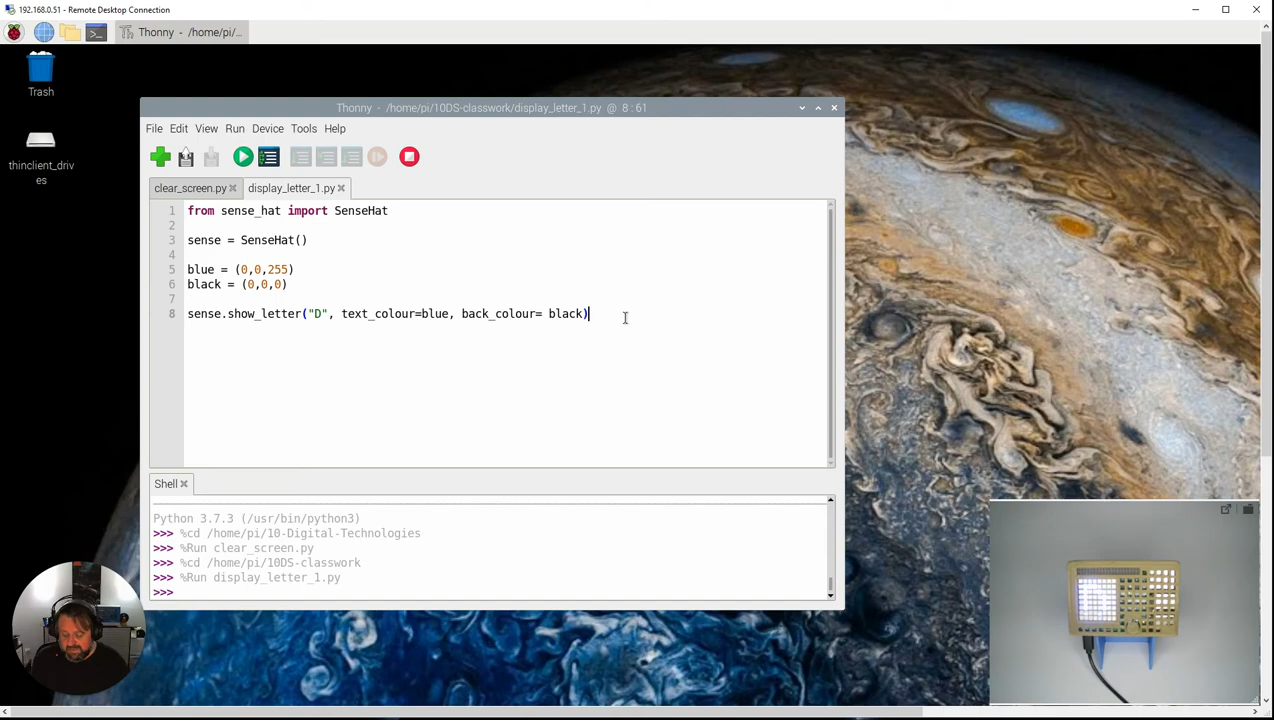 192.168.0.51 - Remote Desktop Connection
Thonny - /home/pi/...
Trash
thinclient_driv
es
Thonny - /home/pi/10DS-classwork/display_letter_1.py @ 8:61
File Edit View Run Device Tools Help
clear_screen.py display_letter_1.py
1 from sense_hat import SenseHat
2
3 sense = SenseHat()
4
5 blue = (0,0,255)
6 black = (0,0,0)
7
8 sense.show_letter("D", text_colour=blue, back_colour= black)
Shell
Python 3.7.3 (/usr/bin/python3)
>>> %cd /home/pi/10-Digital-Technologies
>>> %Run clear_screen.py
>>> %cd /home/pi/10DS-classwork
>>> %Run display_letter_1.py
>>>